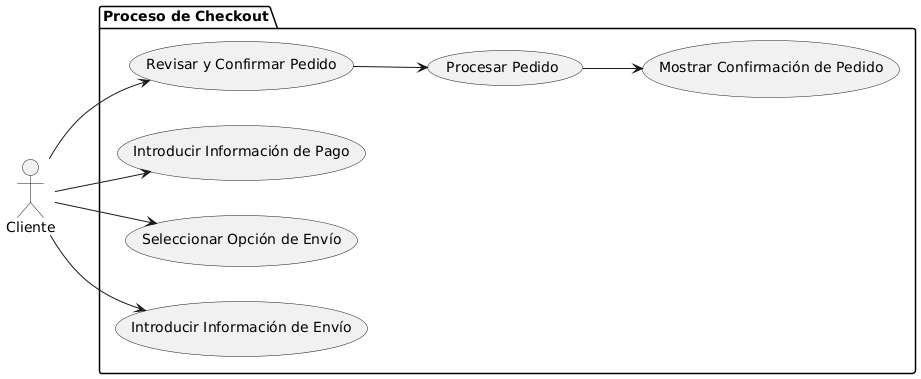 Proceso de Checkout
Revisar y Confirmar Pedido
Procesar Pedido
Mostrar Confirmación de Pedido
Introducir Información de Pago
Cliente
Seleccionar Opción de Envío
Introducir Información de Envío